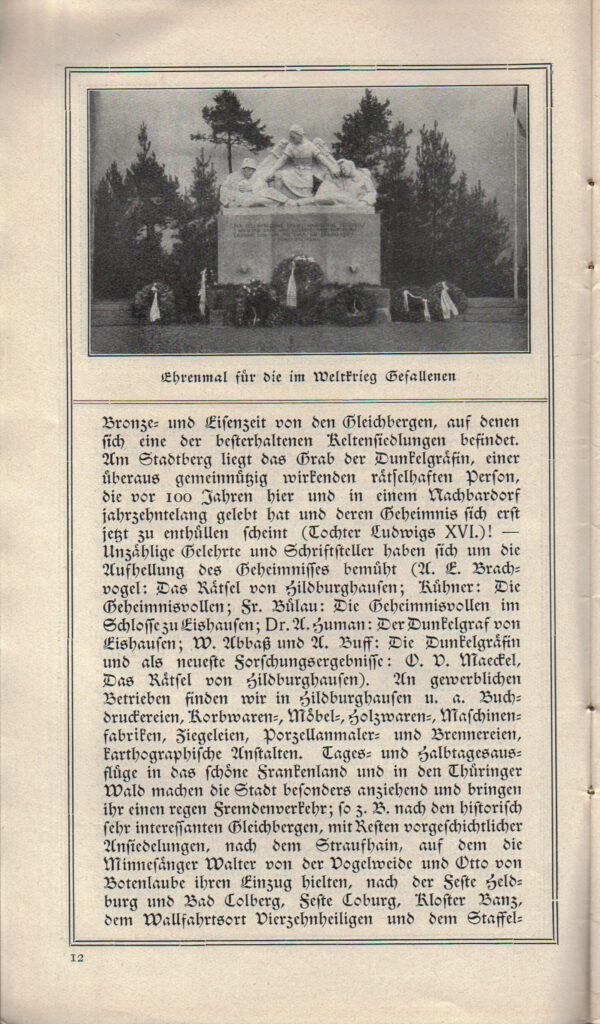 Ehrenmal für die im Weltkrieg Gefallenen
Bronze- und Eisenzeit von den Gleichbergen, auf denen
sich eine der besterhaltenen Keltensiedlungen befindet.
Am Stadtberg liegt das Grab der Dunkelgräfin, einer
überaus gemeinnützig wirkenden rätselhaften Person,
die vor 100 Jahren hier und in einem Nachbardorf
jahrzehntelang gelebt hat und deren Geheimnis sich erst
jetzt zu enthüllen scheint (Tochter Ludwigs XVI.)! —
Unzählige Gelehrte und Schriftsteller haben sich um die
Aufhellung des Geheimnisses bemüht (A. E. Brach-
vogel: Das Rätsel von Hildburghausen; Kühner: Die
Geheimnisvollen; Fr. Bülau: Die Geheimnisvollen im
Schlosse zu Eishausen; Dr. A. Human: Der Dunkelgraf von
Eishausen; W. Abbaß und A. Buff: Die Dunkelgräfin
und als neueste Forschungsergebnisse: O. V. Maeckel,
Das Rätsel von Hildburghausen). An gewerblichen
Betrieben finden wir in Hildburghausen u. a. Buch-
druckereien, Korbwaren-, Möbel-, Holzwaren-, Maschinen-
fabriken, Ziegeleien, Porzellanmaler- und Brennereien,
karthographische Anstalten. Tages- und Halbtagesaus-
flüge in das schöne Frankenland und in den Thüringer
Wald machen die Stadt besonders anziehend und bringen
ihr einen regen Fremdenverkehr; so z. B. nach den historisch
sehr interessanten Gleichbergen, mit Resten vorgeschichtlicher
Ansiedelungen, nach dem Straufhain, auf dem die
Minnesänger Walter von der Vogelweide und Otto von
Botenlaube ihren Einzug hielten, nach der Feste Held-
burg und Bad Colberg, Feste Coburg, Kloster Banz,
dem Wallfahrtsort Vierzehnheiligen und dem Staffel-
12